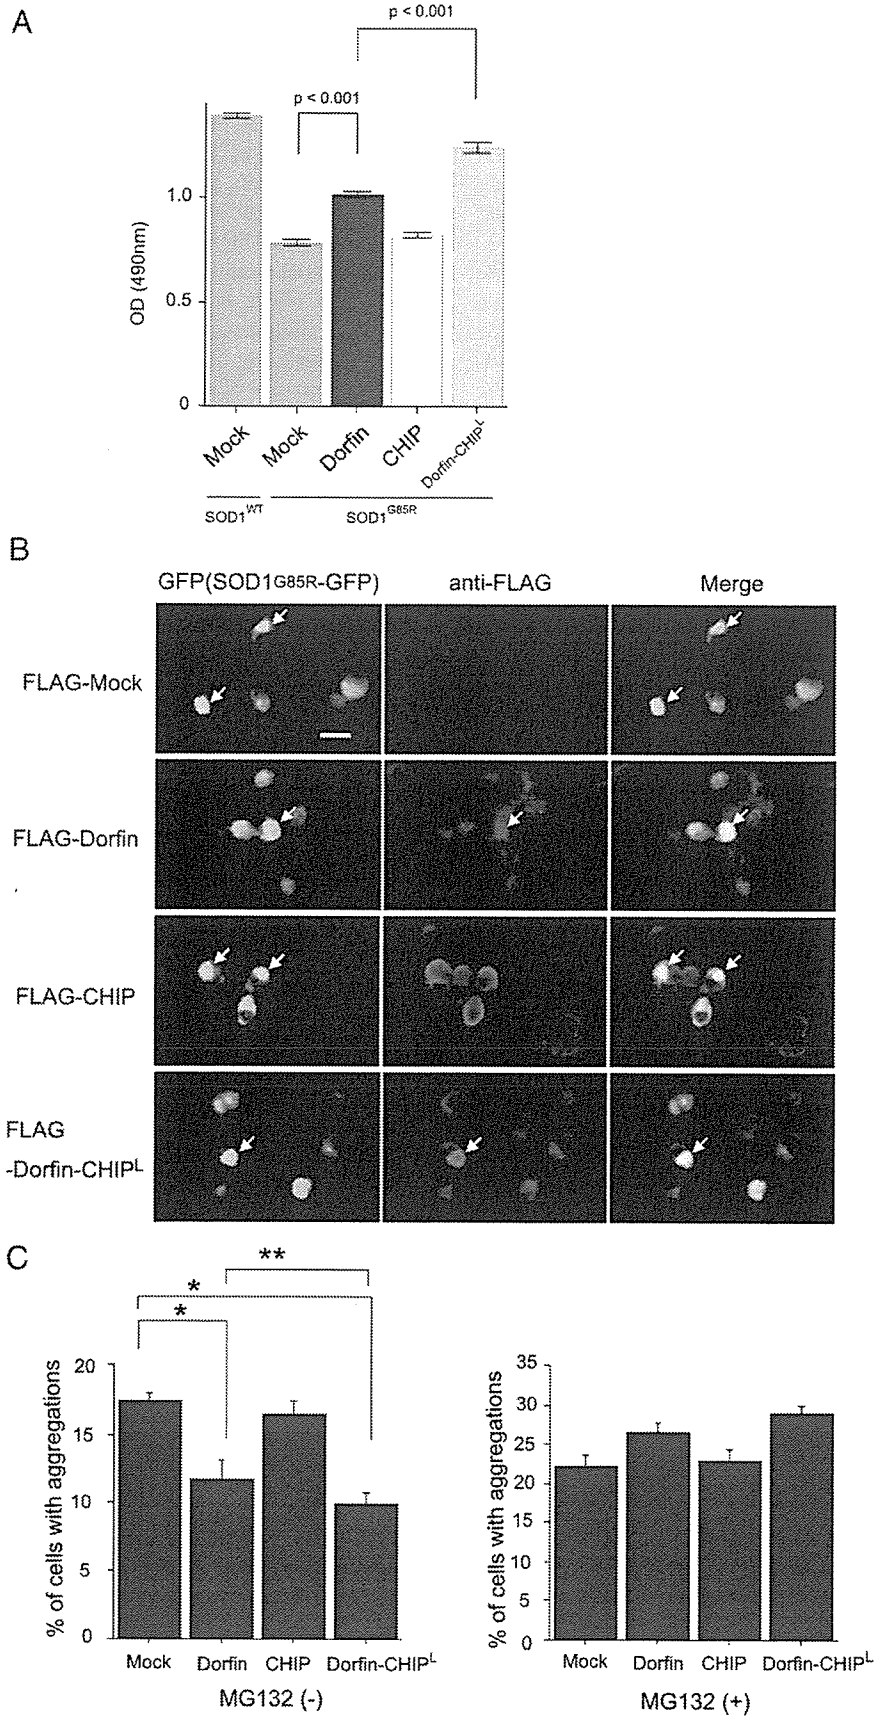 A
p < 0.001
p < 0.001
OD (490nm)
1.0
0.5
0
Mock
Mock
Dorfin
CHIP
Dorfin-CHIPL
SOD1WT
SOD1G85R
B
GFP(SOD1G85R-GFP)
anti-FLAG
Merge
FLAG-Mock
FLAG-Dorfin
FLAG-CHIP
FLAG
-Dorfin-CHIPL
C
**
*
*
% of cells with aggregations
20
15
10
5
0
Mock
Dorfin
CHIP
Dorfin-CHIPL
MG132 (-)
% of cells with aggregations
35
30
25
20
15
10
5
0
Mock
Dorfin
CHIP
Dorfin-CHIPL
MG132 (+)